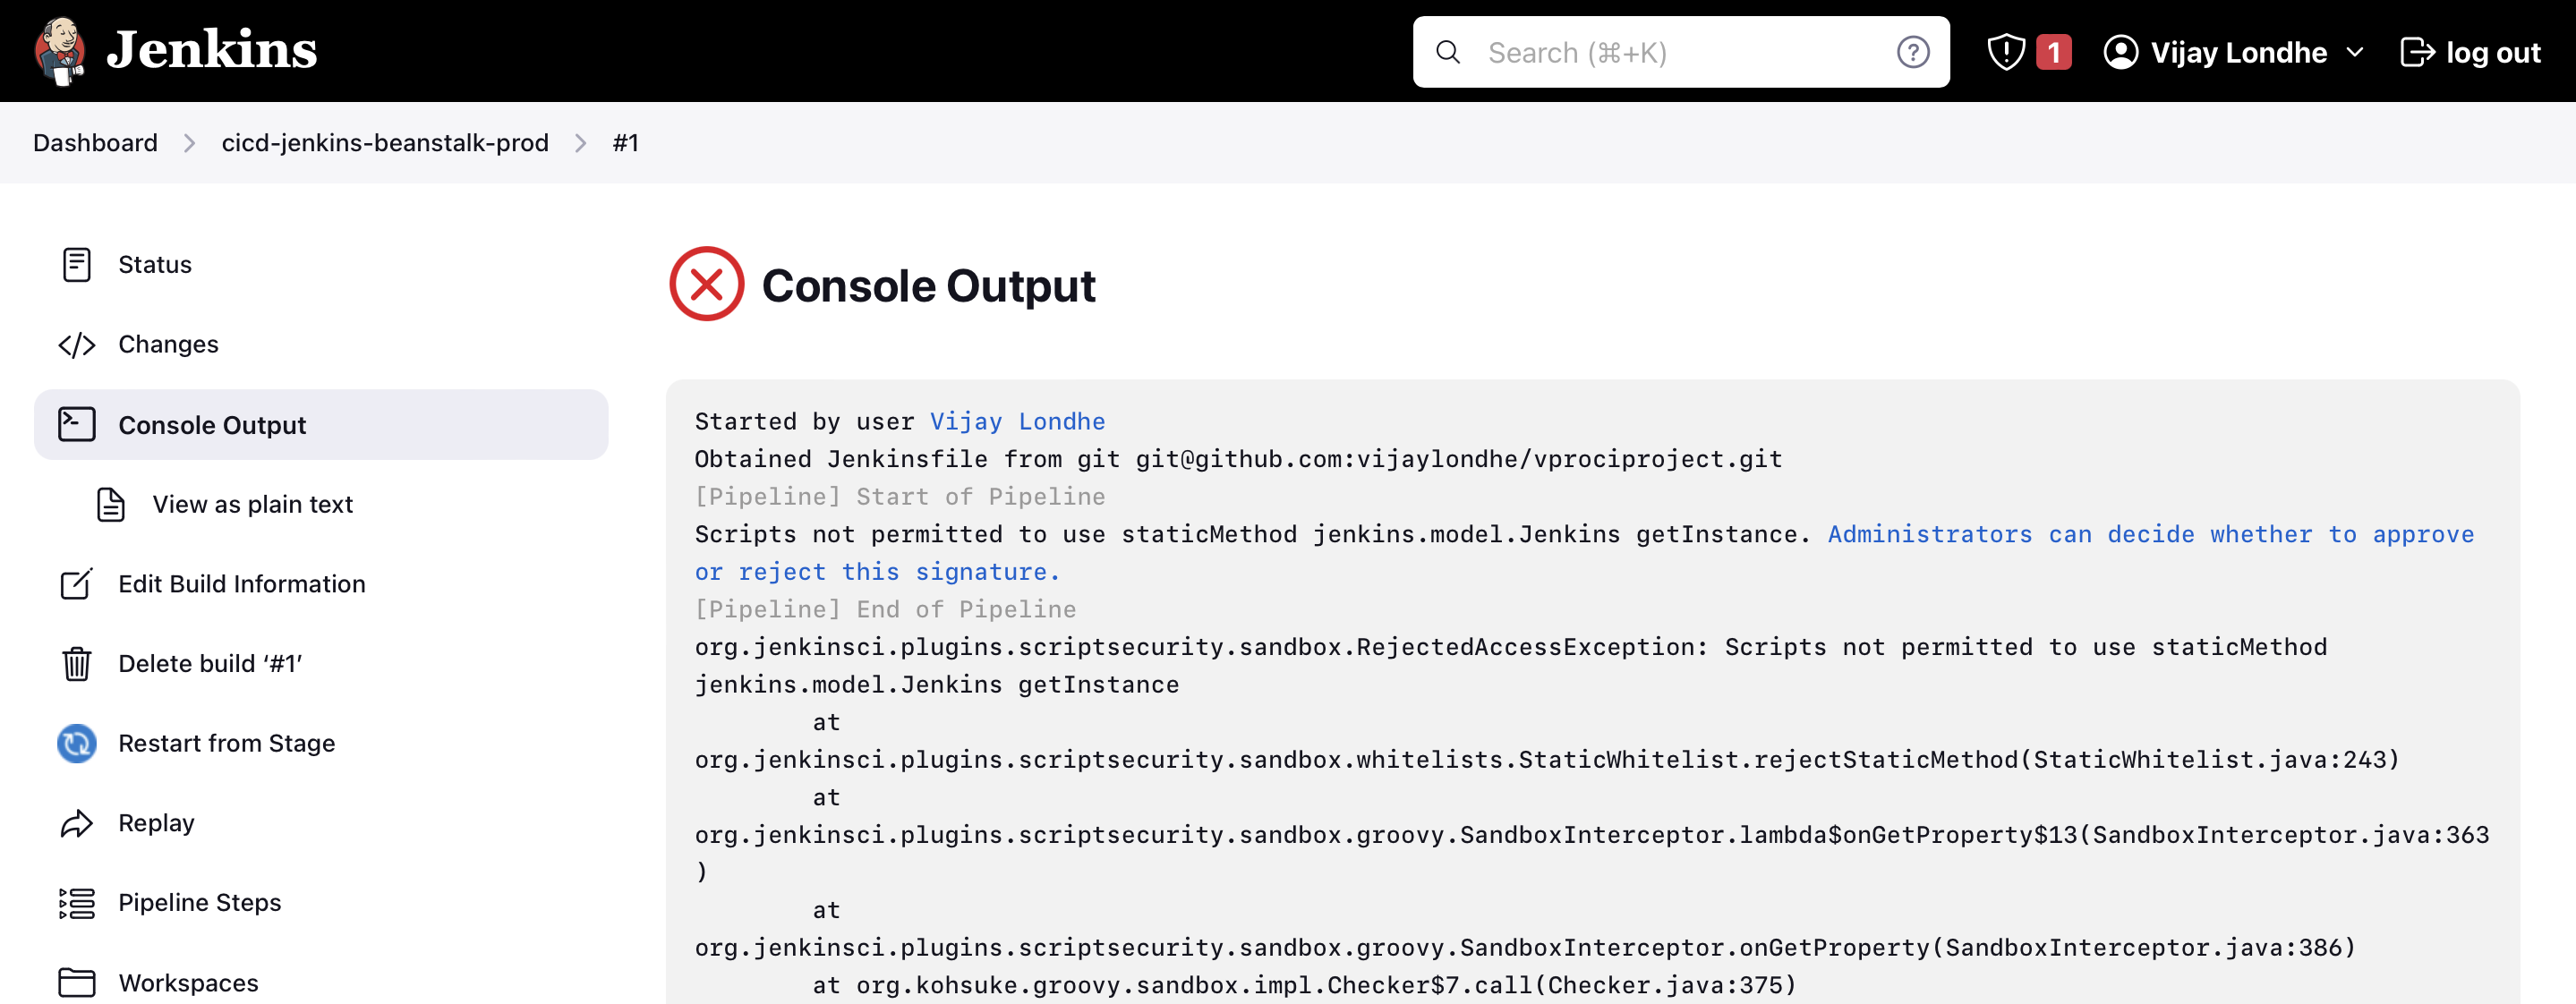 Jenkins
Search (⌘+K)
1
Vijay Londhe
log out
Dashboard
cicd-jenkins-beanstalk-prod
#1
Status
Changes
Console Output
View as plain text
Edit Build Information
Delete build ‘#1’
Restart from Stage
Replay
Pipeline Steps
Workspaces
Console Output
Started by user Vijay Londhe
Obtained Jenkinsfile from git git@github.com:vijaylondhe/vprociproject.git
[Pipeline] Start of Pipeline
Scripts not permitted to use staticMethod jenkins.model.Jenkins getInstance. Administrators can decide whether to approve
or reject this signature.
[Pipeline] End of Pipeline
org.jenkinsci.plugins.scriptsecurity.sandbox.RejectedAccessException: Scripts not permitted to use staticMethod
jenkins.model.Jenkins getInstance
at
org.jenkinsci.plugins.scriptsecurity.sandbox.whitelists.StaticWhitelist.rejectStaticMethod(StaticWhitelist.java:243)
at
org.jenkinsci.plugins.scriptsecurity.sandbox.groovy.SandboxInterceptor.lambda$onGetProperty$13(SandboxInterceptor.java:363
)
at
org.jenkinsci.plugins.scriptsecurity.sandbox.groovy.SandboxInterceptor.onGetProperty(SandboxInterceptor.java:386)
at org.kohsuke.groovy.sandbox.impl.Checker$7.call(Checker.java:375)